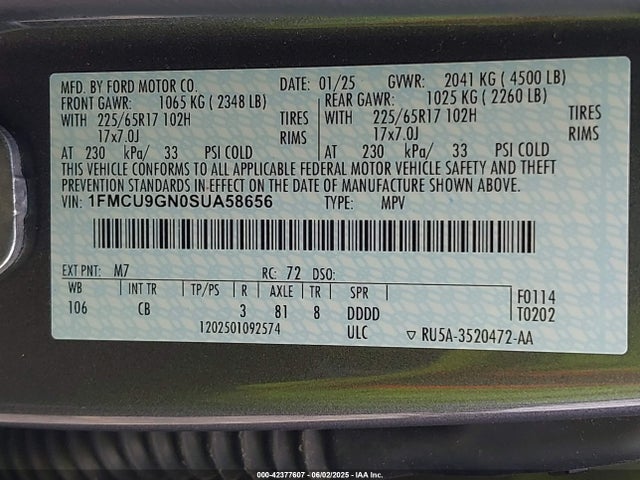 MFD. BY FORD MOTOR CO. DATE: 01/25 GVWR: 2041 KG ( 4500 LB)
FRONT GAWR: 1065 KG ( 2348 LB) REAR GAWR: 1025 KG ( 2260 LB)
WITH 225/65R17 102H TIRES WITH 225/65R17 102H TIRES
17x7.0J RIMS 17x7.0J RIMS
AT 230 kPa/ 33 PSI COLD AT 230 kPa/ 33 PSI COLD
THIS VEHICLE CONFORMS TO ALL APPLICABLE FEDERAL MOTOR VEHICLE SAFETY AND THEFT
PREVENTION STANDARDS IN EFFECT ON THE DATE OF MANUFACTURE SHOWN ABOVE.
VIN: 1FMCU9GN0SUA58656 TYPE: MPV
EXT PNT: M7 RC: 72 DSO:
WB INT TR TP/PS R AXLE TR SPR F0114
106 CB 3 81 8 DDDD T0202
1202501092574 ULC ▽ RU5A-3520472-AA
000-42377607 - 06/02/2025 - IAA Inc.